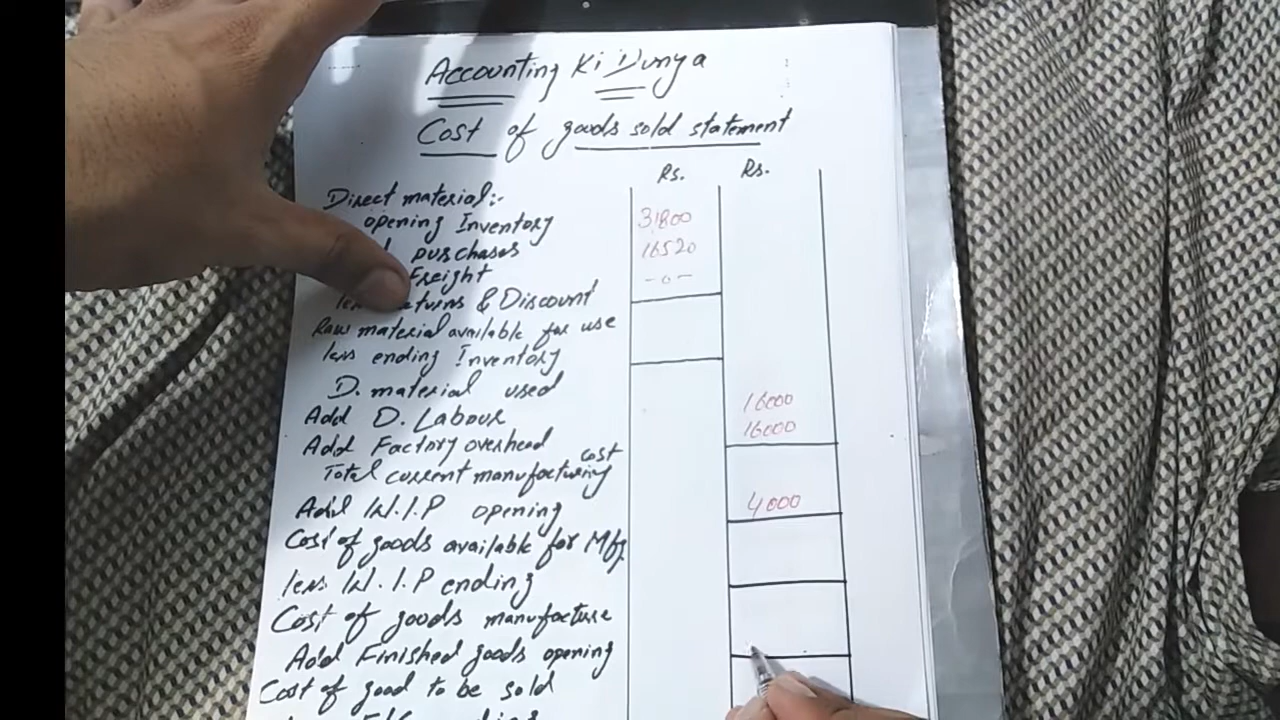 Accounting Ki Dunya
Cost of goods sold statement
Rs. Rs.
Direct material:-
opening Inventory 31800
purchases 16520
Freight -0-
less returns & Discount
Raw material available for use
less ending Inventory
D. material used
Add D. Labour 16000
Add Factory overhead 16000
Total current manufacturing cost
Add W.I.P opening 4000
Cost of goods available for Mfg
less W.I.P ending
Cost of goods manufacture
Add Finished goods opening
Cost of good to be sold